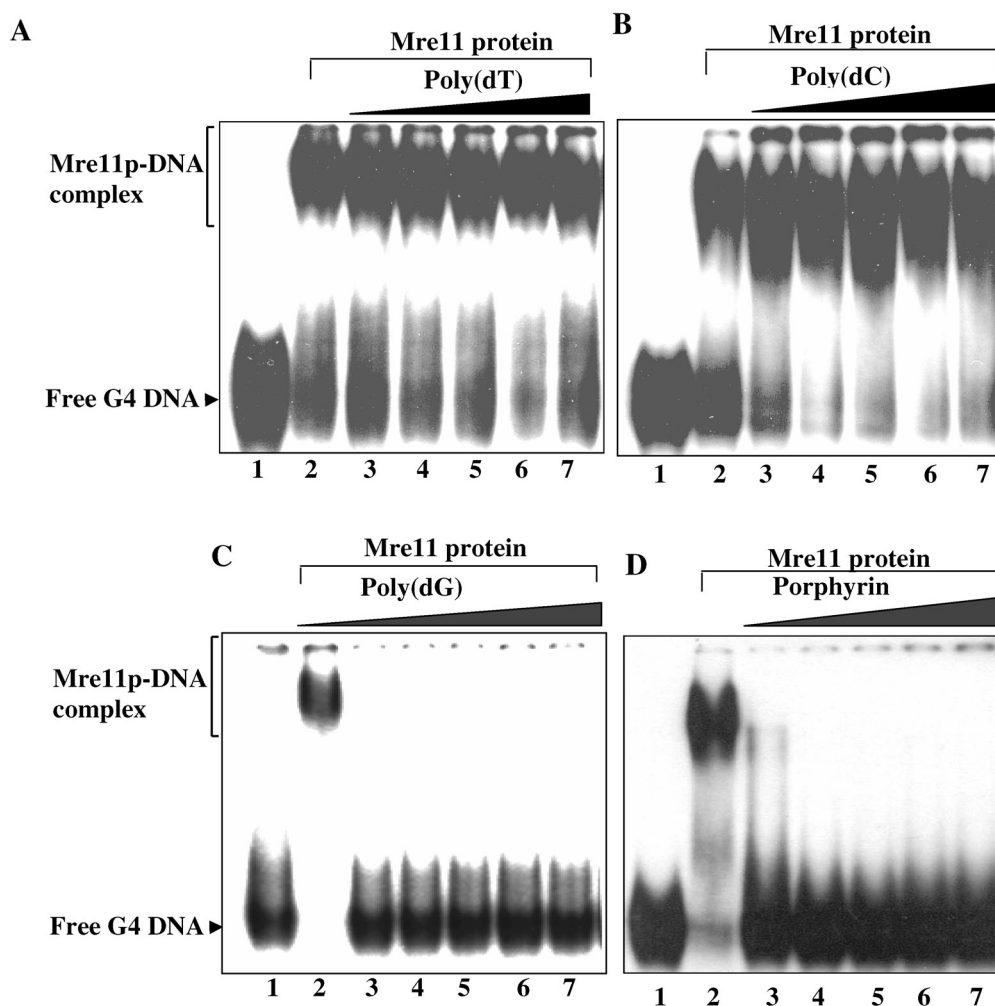 A
Mre11 protein
Poly(dT)
Mre11p-DNA
complex
Free G4 DNA
1 2 3 4 5 6 7
B
Mre11 protein
Poly(dC)
1 2 3 4 5 6 7
C
Mre11 protein
Poly(dG)
Mre11p-DNA
complex
Free G4 DNA
1 2 3 4 5 6 7
D
Mre11 protein
Porphyrin
1 2 3 4 5 6 7